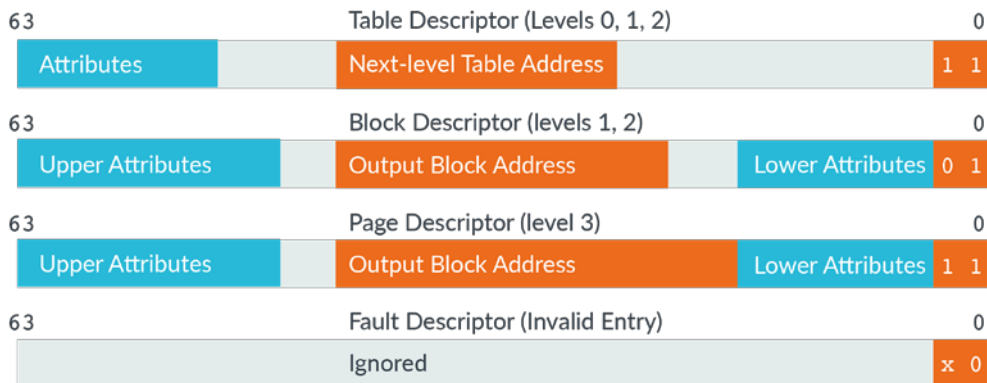 63 Table Descriptor (Levels 0, 1, 2) 0
Attributes Next-level Table Address 1 1
63 Block Descriptor (levels 1, 2) 0
Upper Attributes Output Block Address Lower Attributes 0 1
63 Page Descriptor (level 3) 0
Upper Attributes Output Block Address Lower Attributes 1 1
63 Fault Descriptor (Invalid Entry) 0
Ignored x 0